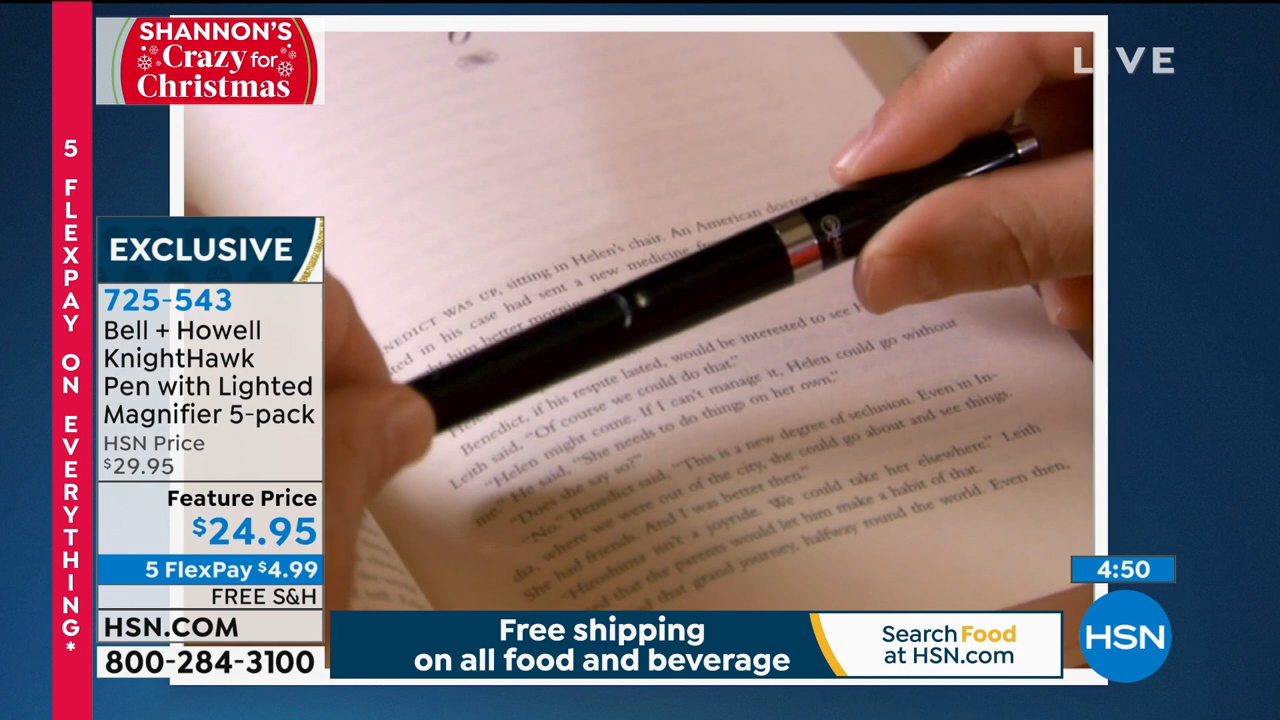 SHANNON'S
Crazy for
Christmas
LIVE
5 FLEXPAY ON EVERYTHING*
EXCLUSIVE
725-543
Bell + Howell
KnightHawk
Pen with Lighted
Magnifier 5-pack
HSN Price
$29.95
Feature Price
$24.95
5 FlexPay $4.99
FREE S&H
HSN.COM
800-284-3100
WAS UP, sitting in Helen's chair. An American doctor
in his case had sent a new medicine
him better
Benedict, if his respite lasted, would be interested to see I
Leith said, "Of course we could do that."
"Helen might come. If I can't manage it, Helen could go without
me." He said, "She needs to do things on her own."
"Does she say so?"
"No." Benedict said, "This is a new degree of seclusion. Even in In-
dia, where we were out of the city, she could go about and see things.
She had friends. And I was better then."
"Hiroshima isn't a joyride. We could take her elsewhere." Leith
that the parents would let him make a habit of that.
that grand journey, halfway round the world. Even then,
4:50
Free shipping
on all food and beverage
Search Food
at HSN.com
HSN